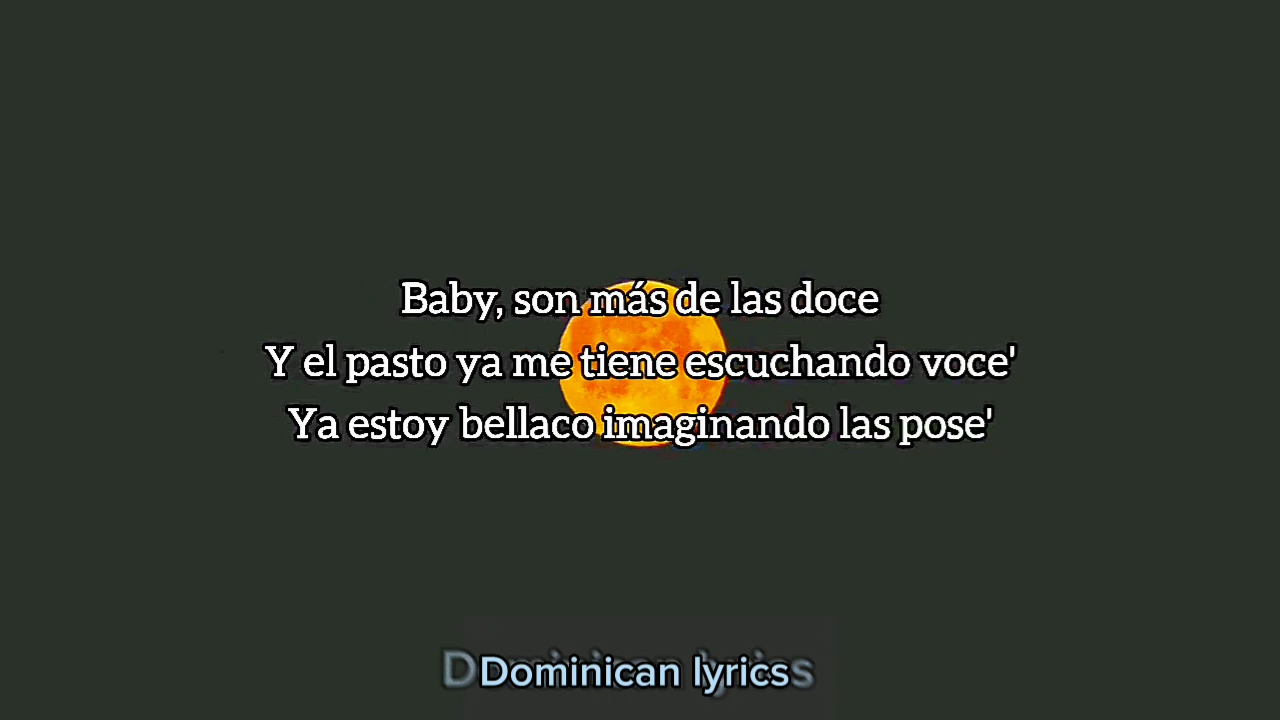 Baby, son más de las doce
Y el pasto ya me tiene escuchando voce'
Ya estoy bellaco imaginando las pose'
Dominican lyrics